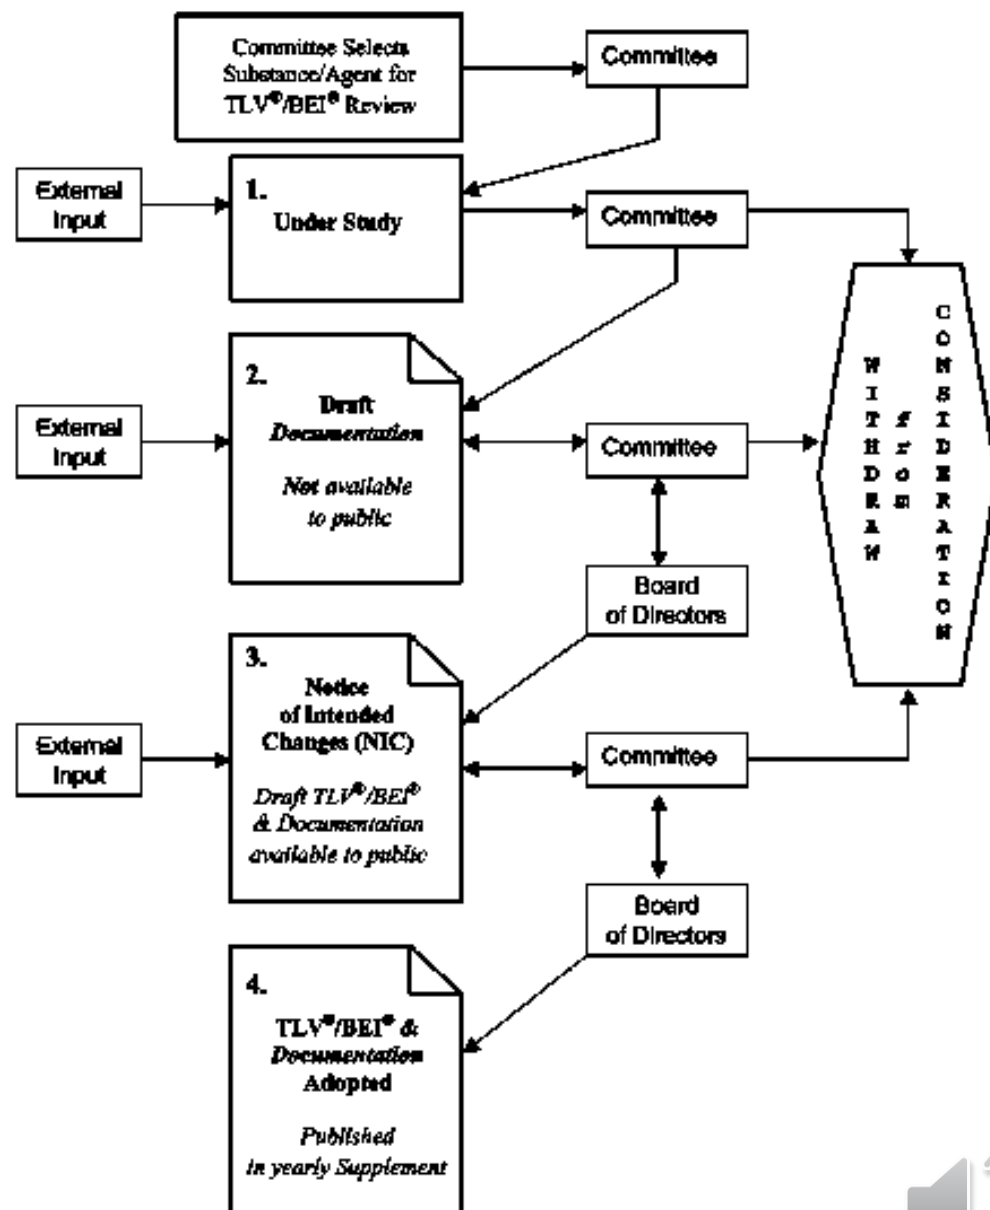 Committee Selects
Substance/Agent for
TLV®/BEI® Review
Committee
External
Input
1.
Under Study
Committee
External
Input
2.
Draft
Documentation
Not available
to public
Committee
Board
of Directors
WITHDRAW
from
CONSIDERATION
External
Input
3.
Notice
of Intended
Changes (NIC)
Draft TLV®/BEI®
& Documentation
available to public
Committee
Board
of Directors
4.
TLV®/BEI® &
Documentation
Adopted
Published
in yearly Supplement